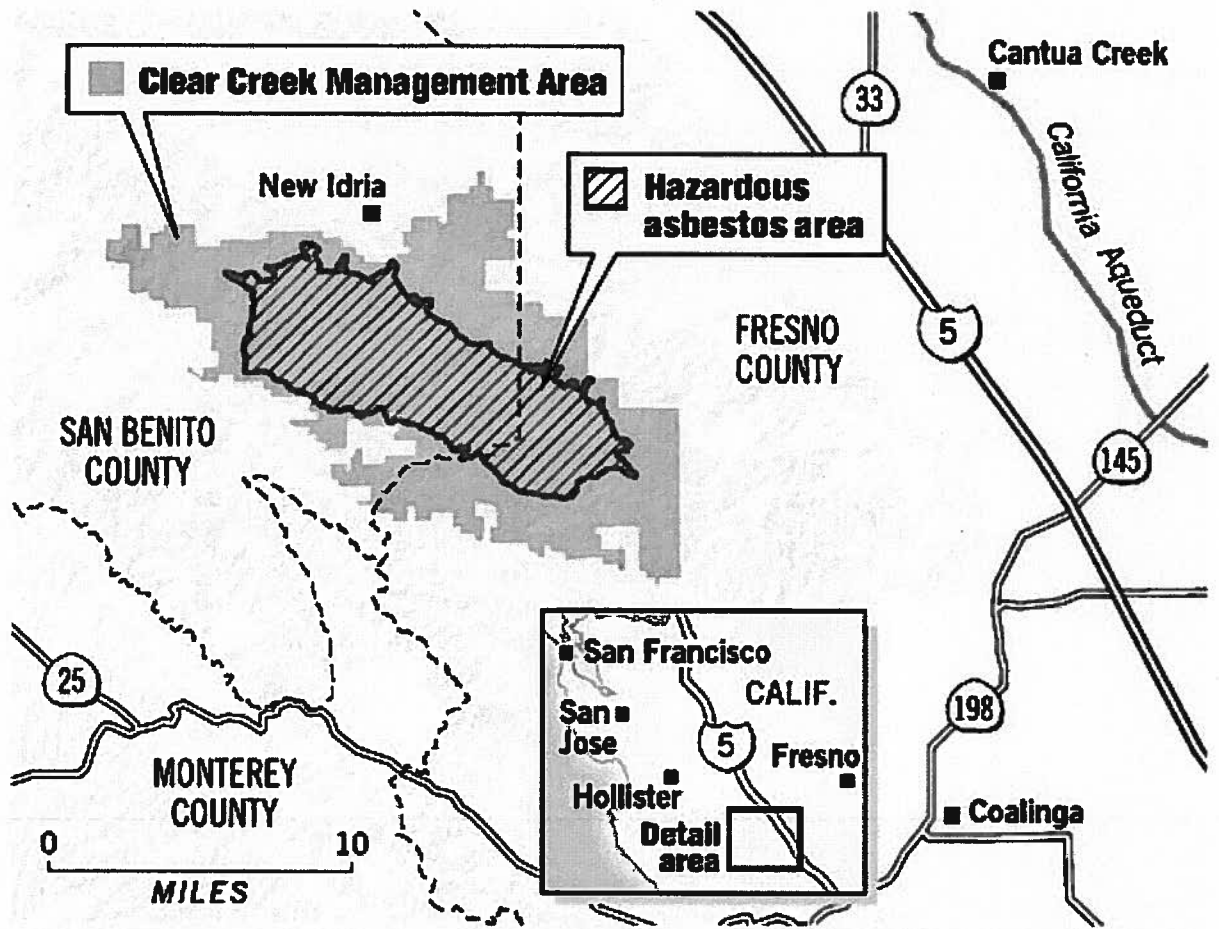 Clear Creek Management Area
33
Cantua Creek
California Aqueduct
New Idria
Hazardous
asbestos area
5
FRESNO
COUNTY
SAN BENITO
COUNTY
145
25
MONTEREY
COUNTY
0 10
MILES
San Francisco
CALIF.
San
Jose
5
Fresno
Hollister
Detail
area
198
Coalinga